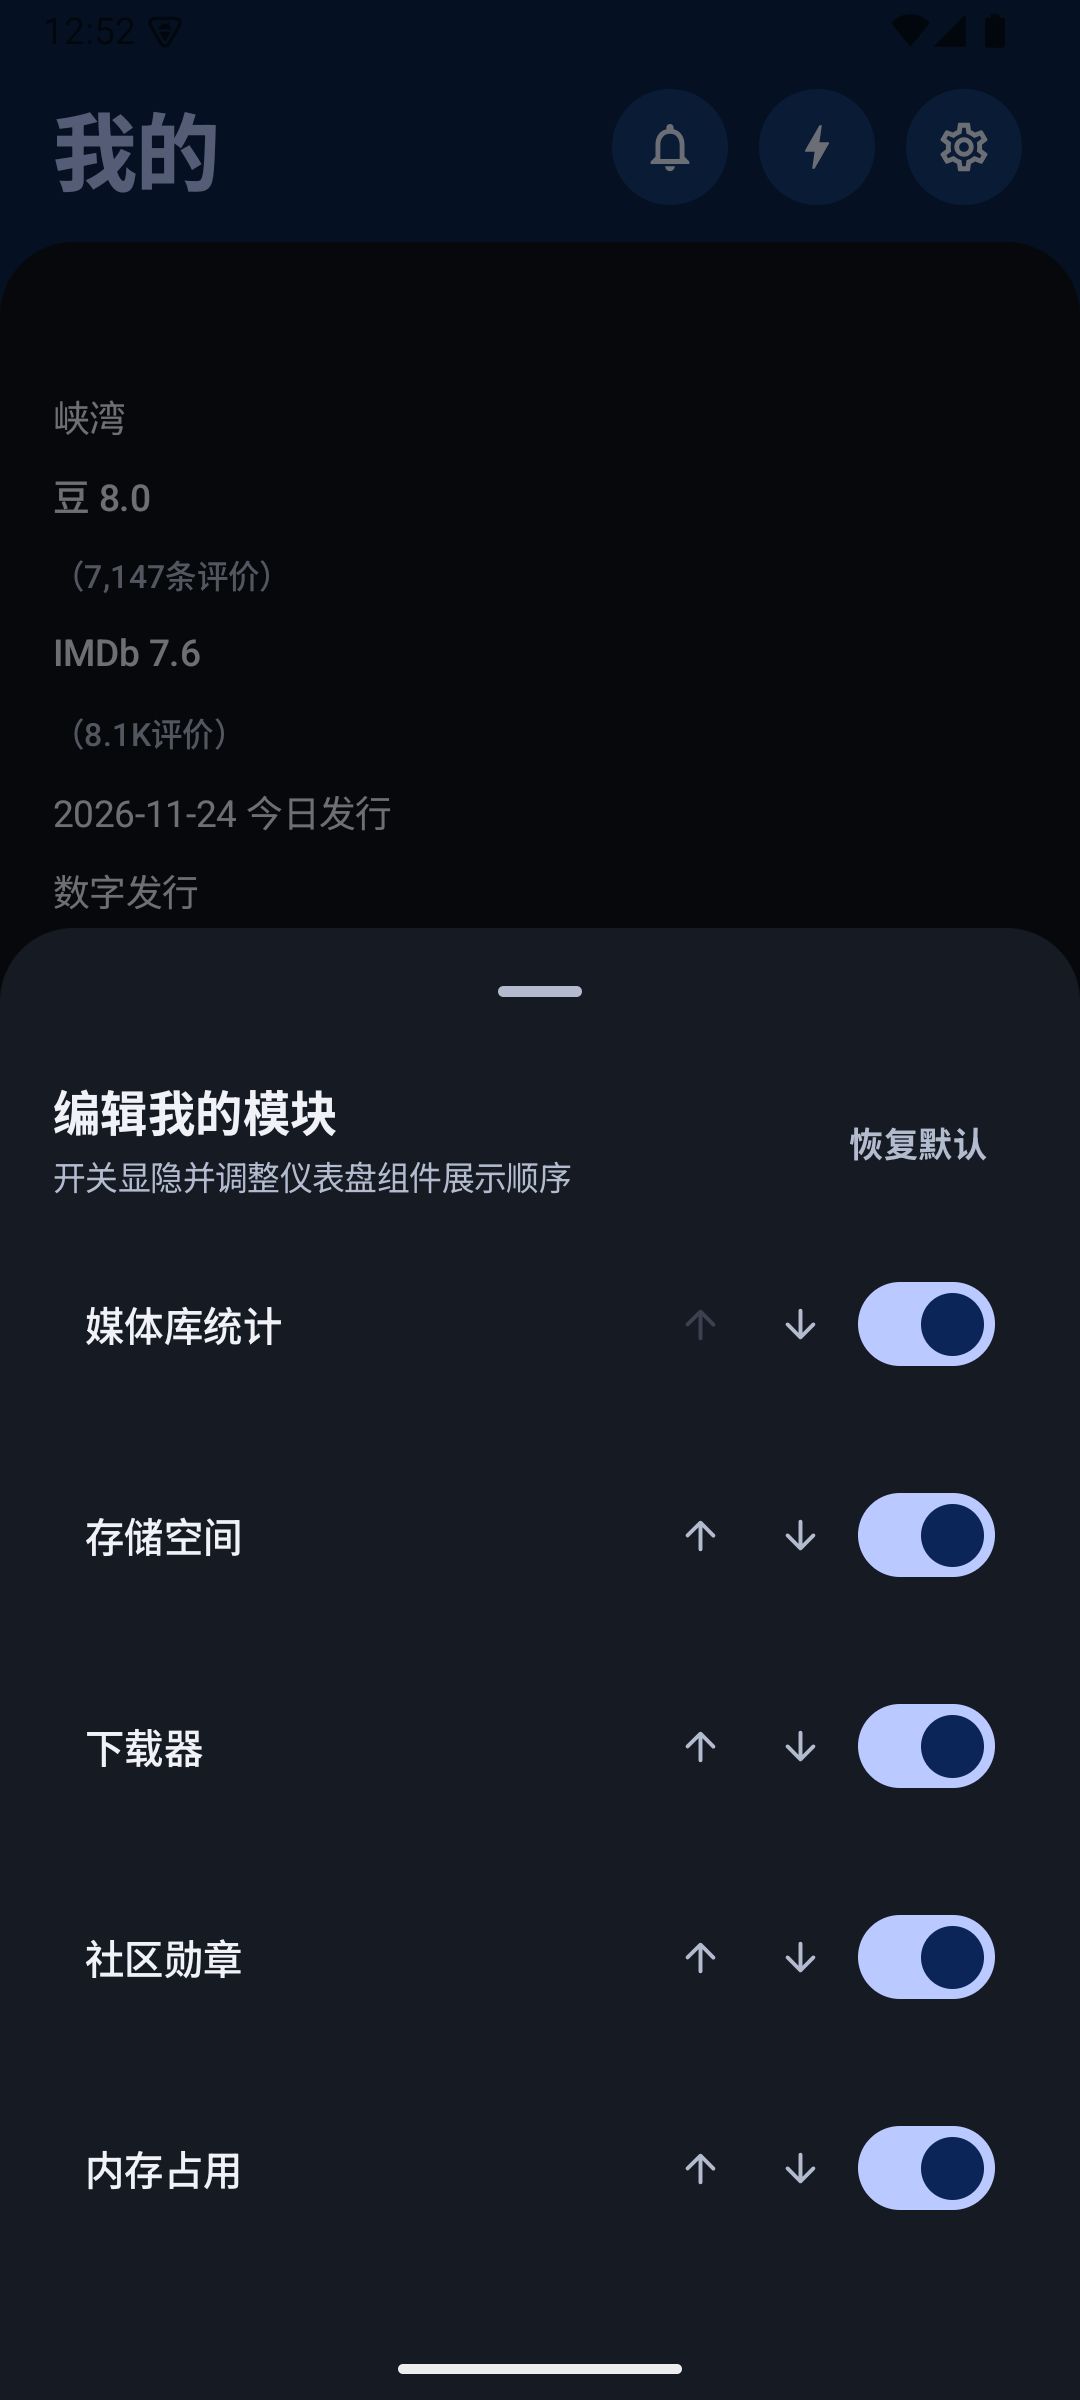 12:52
我的
峡湾
豆 8.0
（7,147条评价）
IMDb 7.6
（8.1K评价）
2026-11-24 今日发行
数字发行
编辑我的模块
恢复默认
开关显隐并调整仪表盘组件展示顺序
媒体库统计
存储空间
下载器
社区勋章
内存占用